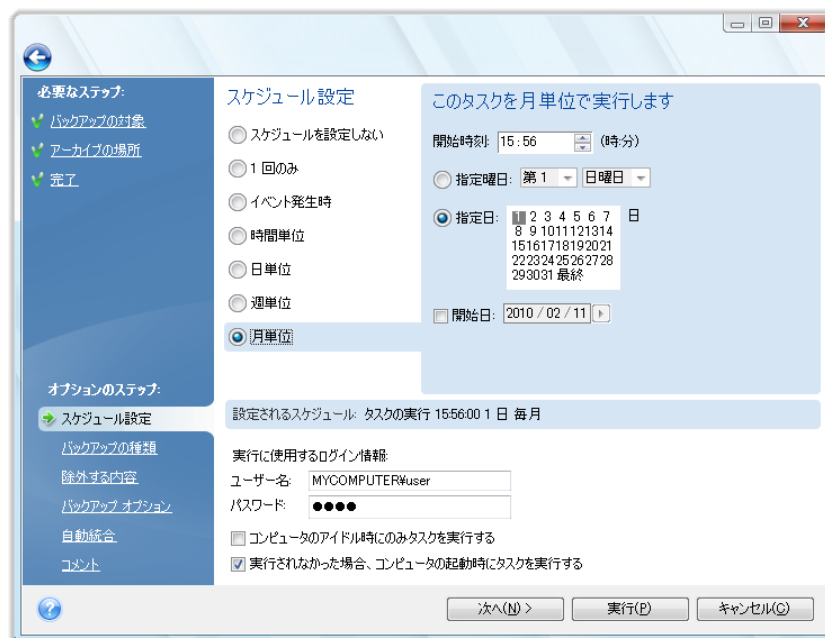 必要なステップ:
バックアップの対象
アーカイブの場所
完了
オプションのステップ:
スケジュール設定
バックアップの種類
除外する内容
バックアップ オプション
自動統合
コメント
スケジュール設定
スケジュールを設定しない
1 回のみ
イベント発生時
時間単位
日単位
週単位
月単位
このタスクを月単位で実行します
開始時刻: 15:56 (時:分)
指定曜日: 第 1 日曜日
指定日: 1 2 3 4 5 6 7 日
8 9 10 11 12 13 14
15 16 17 18 19 20 21
22 23 24 25 26 27 28
29 30 31 最終
開始日: 2010 / 02 / 11
設定されるスケジュール: タスクの実行 15:56:00 1 日 毎月
実行に使用するログイン情報:
ユーザー名: MYCOMPUTER¥user
パスワード: ●●●●
コンピュータのアイドル時にのみタスクを実行する
実行されなかった場合、コンピュータの起動時にタスクを実行する
次へ(N) >
実行(P)
キャンセル(C)